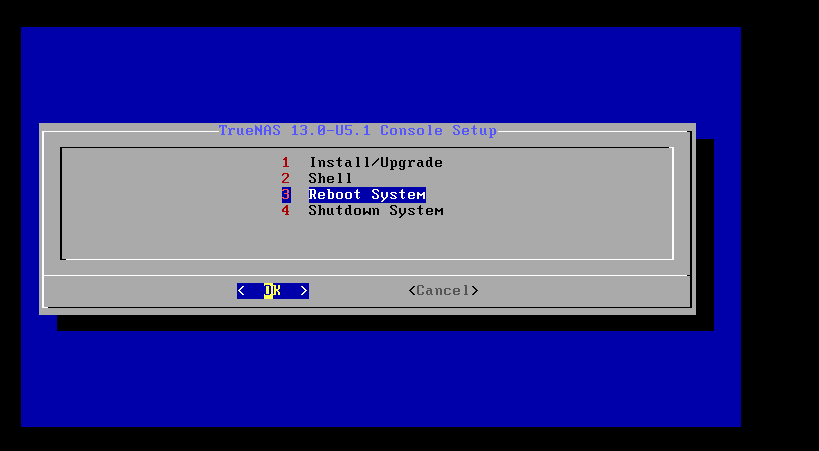 TrueNAS 13.0-U5.1 Console Setup
1 Install/Upgrade
2 Shell
3 Reboot System
4 Shutdown System
< OK > <Cancel>